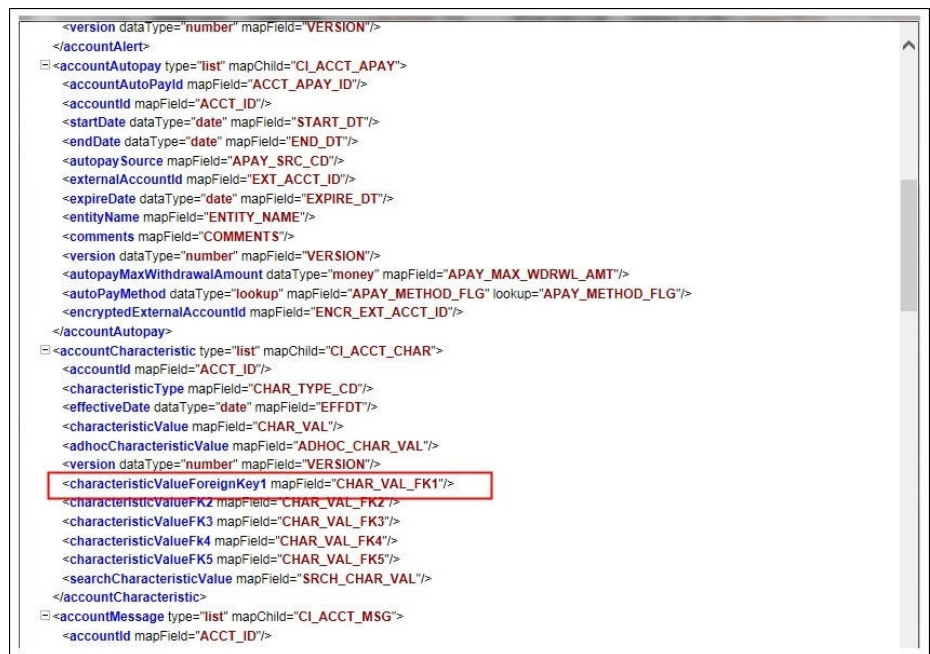 <version dataType="number" mapField="VERSION"/>
</accountAlert>
<accountAutopay type="list" mapChild="CI_ACCT_APAY">
<accountAutoPayId mapField="ACCT_APAY_ID"/>
<accountId mapField="ACCT_ID"/>
<startDate dataType="date" mapField="START_DT"/>
<endDate dataType="date" mapField="END_DT"/>
<autopaySource mapField="APAY_SRC_CD"/>
<externalAccountId mapField="EXT_ACCT_ID"/>
<expireDate dataType="date" mapField="EXPIRE_DT"/>
<entityName mapField="ENTITY_NAME"/>
<comments mapField="COMMENTS"/>
<version dataType="number" mapField="VERSION"/>
<autopayMaxWithdrawalAmount dataType="money" mapField="APAY_MAX_WDRWL_AMT"/>
<autoPayMethod dataType="lookup" mapField="APAY_METHOD_FLG" lookup="APAY_METHOD_FLG"/>
<encryptedExternalAccountId mapField="ENCR_EXT_ACCT_ID"/>
</accountAutopay>
<accountCharacteristic type="list" mapChild="CI_ACCT_CHAR">
<accountId mapField="ACCT_ID"/>
<characteristicType mapField="CHAR_TYPE_CD"/>
<effectiveDate dataType="date" mapField="EFFDT"/>
<characteristicValue mapField="CHAR_VAL"/>
<adhocCharacteristicValue mapField="ADHOC_CHAR_VAL"/>
<version dataType="number" mapField="VERSION"/>
<characteristicValueForeignKey1 mapField="CHAR_VAL_FK1"/>
<characteristicValueFK2 mapField="CHAR_VAL_FK2"/>
<characteristicValueFK3 mapField="CHAR_VAL_FK3"/>
<characteristicValueFk4 mapField="CHAR_VAL_FK4"/>
<characteristicValueFK5 mapField="CHAR_VAL_FK5"/>
<searchCharacteristicValue mapField="SRCH_CHAR_VAL"/>
</accountCharacteristic>
<accountMessage type="list" mapChild="CI_ACCT_MSG">
<accountId mapField="ACCT_ID"/>